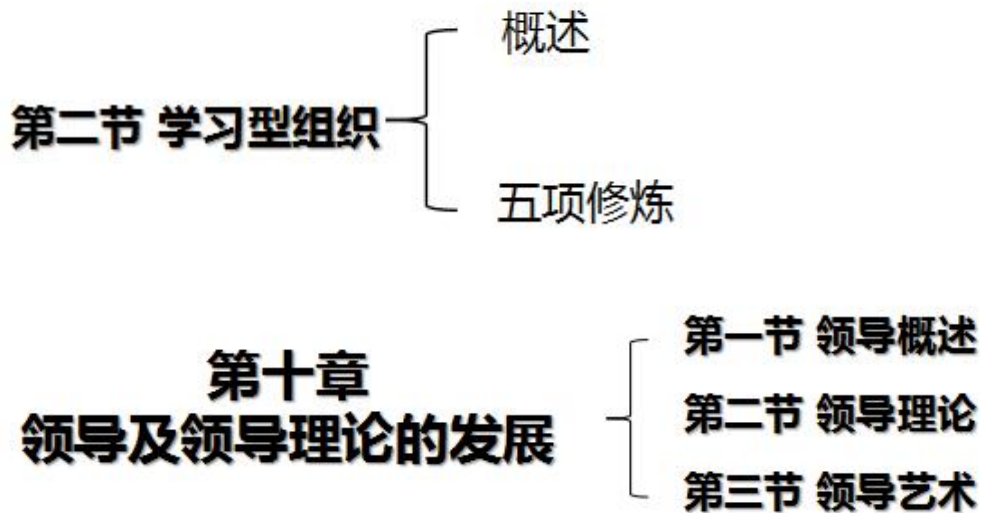 概述
第二节 学习型组织
五项修炼
第十章
领导及领导理论的发展
第一节 领导概述
第二节 领导理论
第三节 领导艺术